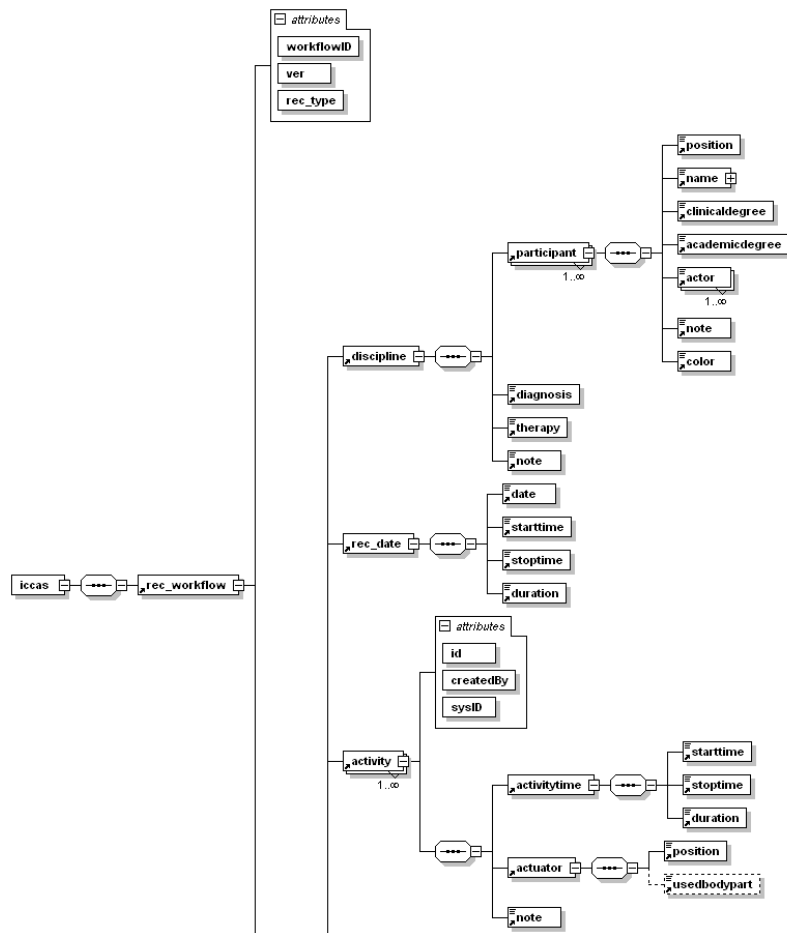 attributes
workflowID
ver
rec_type
position
name
clinicaldegree
academicdegree
participant
1..∞
actor
1..∞
note
color
discipline
diagnosis
therapy
note
date
starttime
rec_date
stoptime
duration
iccas
rec_workflow
attributes
id
createdBy
sysID
activity
1..∞
starttime
activitytime
stoptime
duration
position
actuator
usedbodypart
note